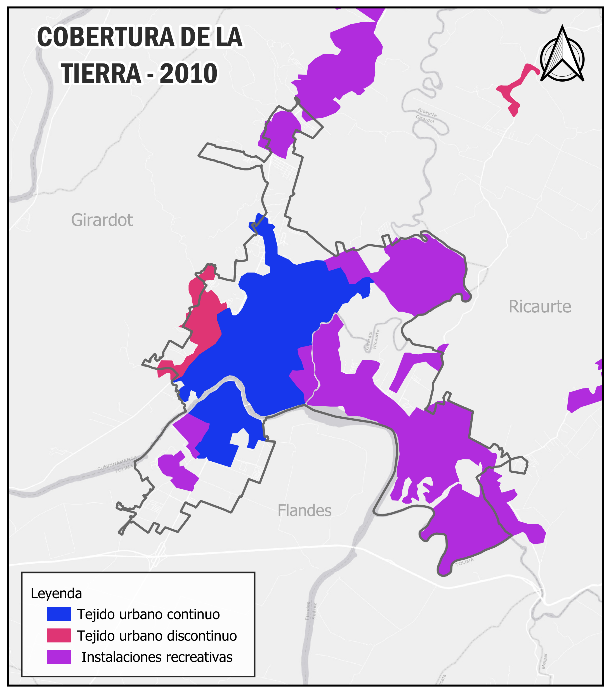 COBERTURA DE LA
TIERRA - 2010
Girardot
Ricaurte
Flandes
Leyenda
Tejido urbano continuo
Tejido urbano discontinuo
Instalaciones recreativas